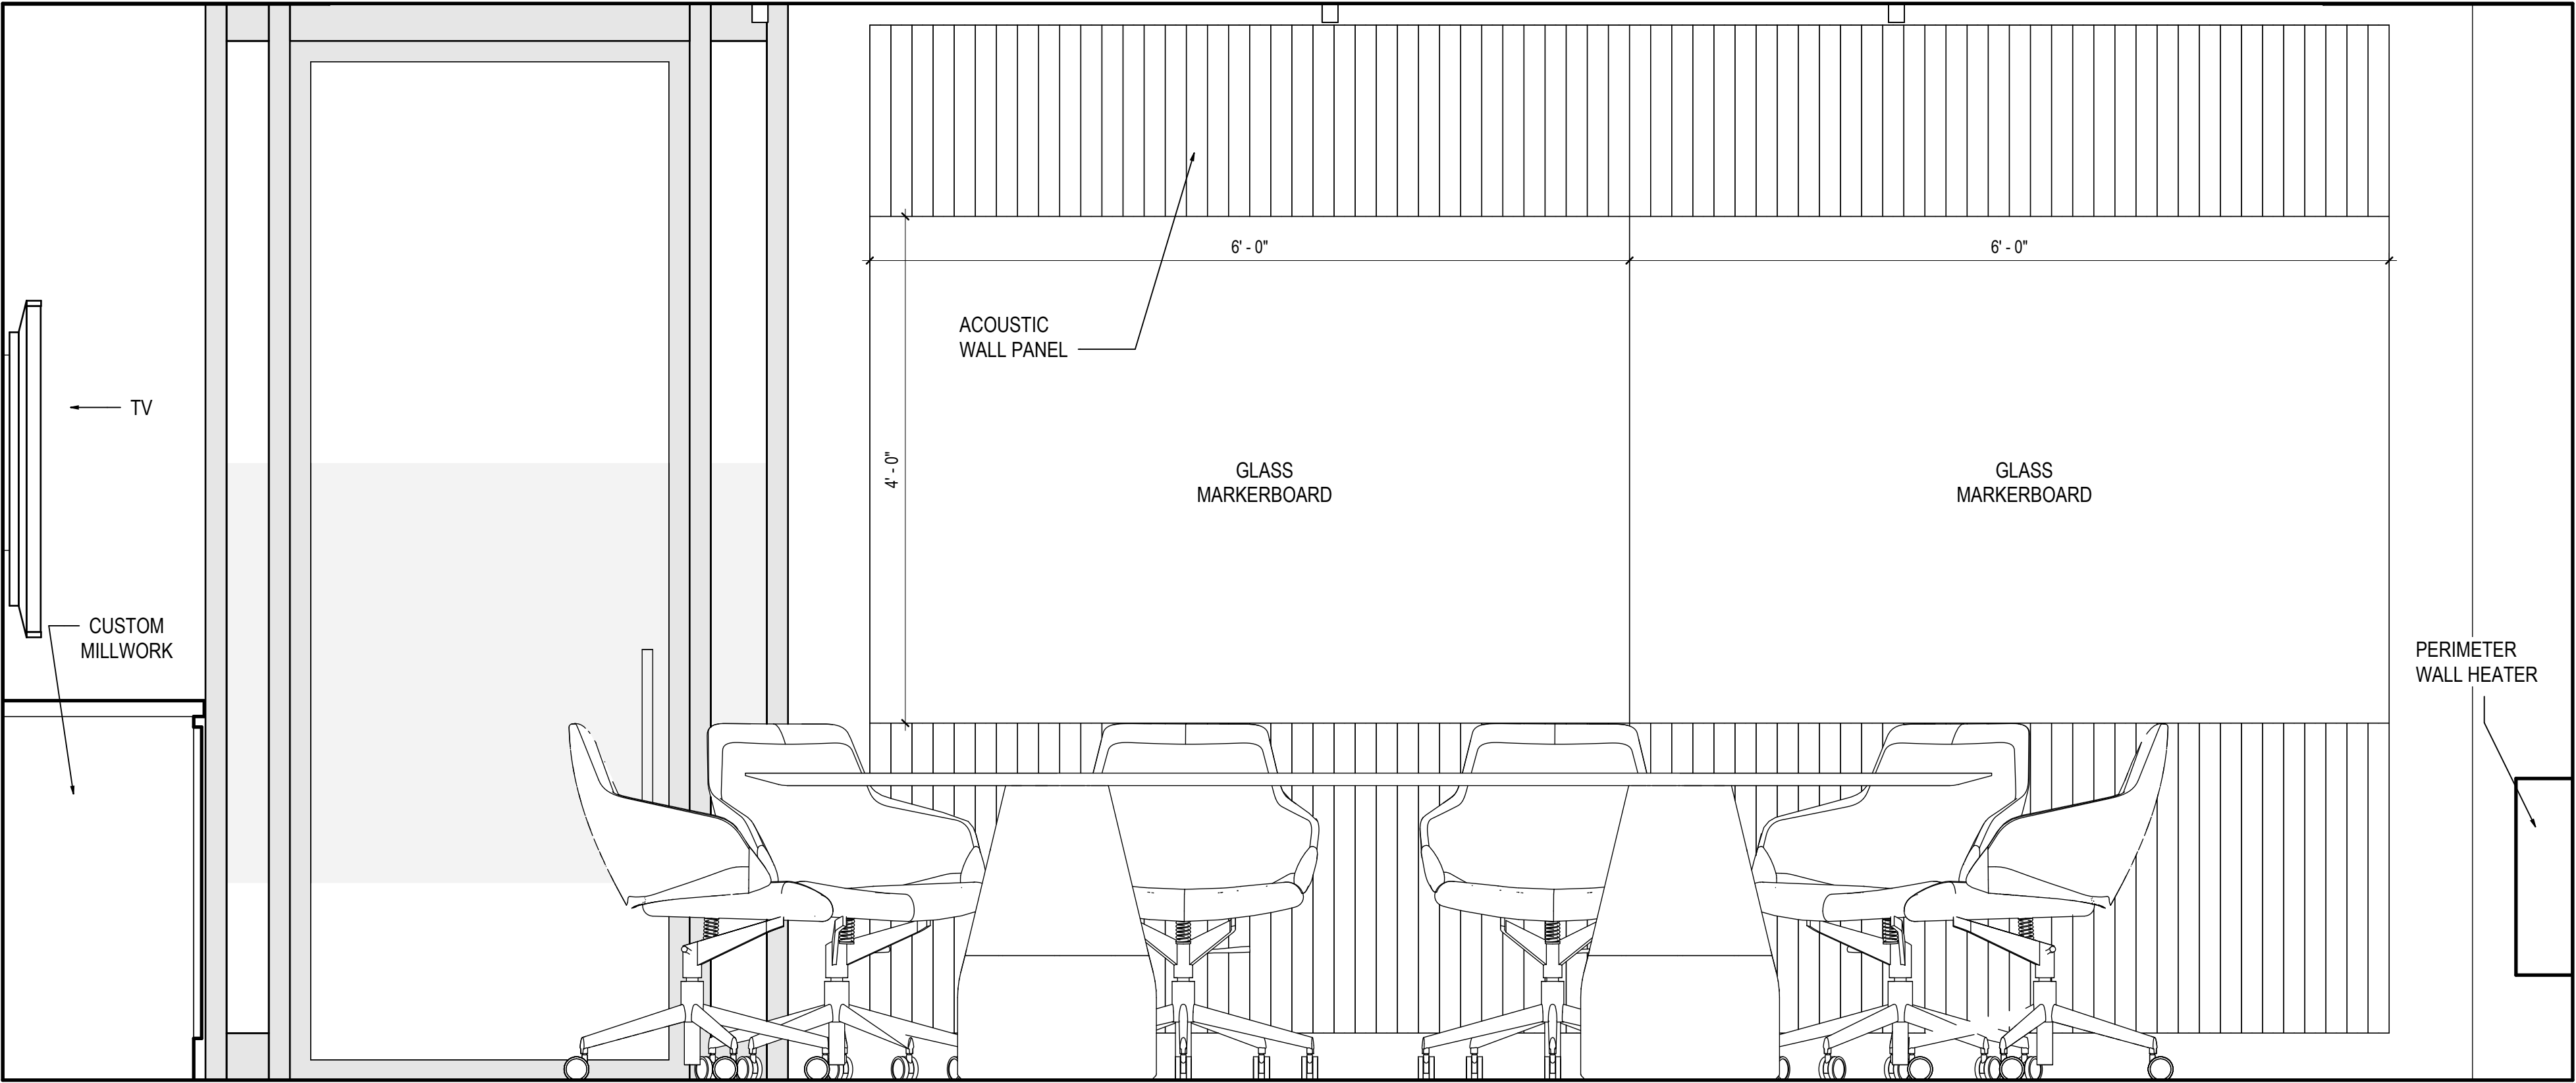 6' - 0"
6' - 0"
ACOUSTIC
WALL PANEL
TV
4' - 0"
GLASS
MARKERBOARD
GLASS
MARKERBOARD
CUSTOM
MILLWORK
PERIMETER
WALL HEATER